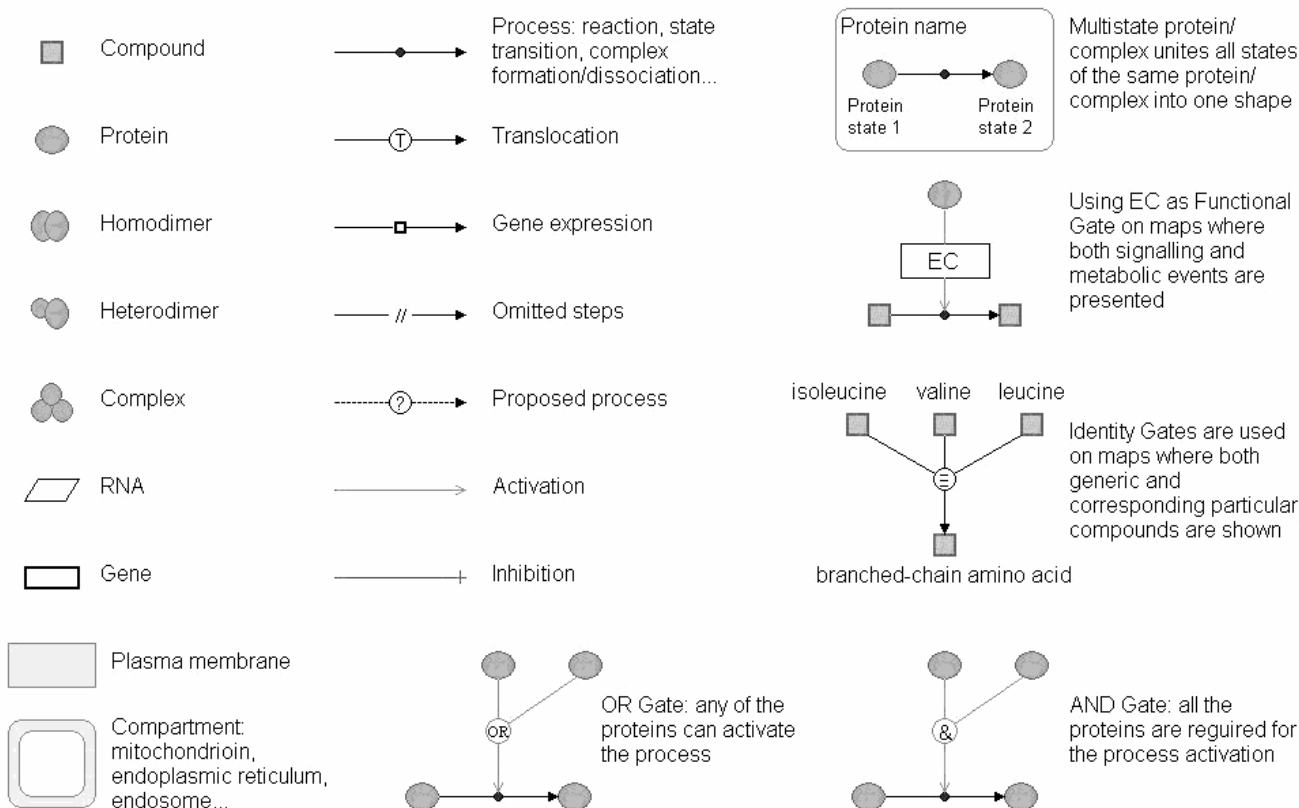 Compound
Process: reaction, state
transition, complex
formation/dissociation...
Protein name
Protein
state 1
Protein
state 2
Multistate protein/
complex unites all states
of the same protein/
complex into one shape
Protein
T
Translocation
Homodimer
Gene expression
EC
Using EC as Functional
Gate on maps where
both signalling and
metabolic events are
presented
Heterodimer
//
Omitted steps
Complex
?
Proposed process
isoleucine valine leucine
Identity Gates are used
on maps where both
generic and
corresponding particular
compounds are shown
branched-chain amino acid
RNA
Activation
Gene
Inhibition
Plasma membrane
Compartment:
mitochondrioin,
endoplasmic reticulum,
endosome...
OR
OR Gate: any of the
proteins can activate
the process
&
AND Gate: all the
proteins are reguired for
the process activation